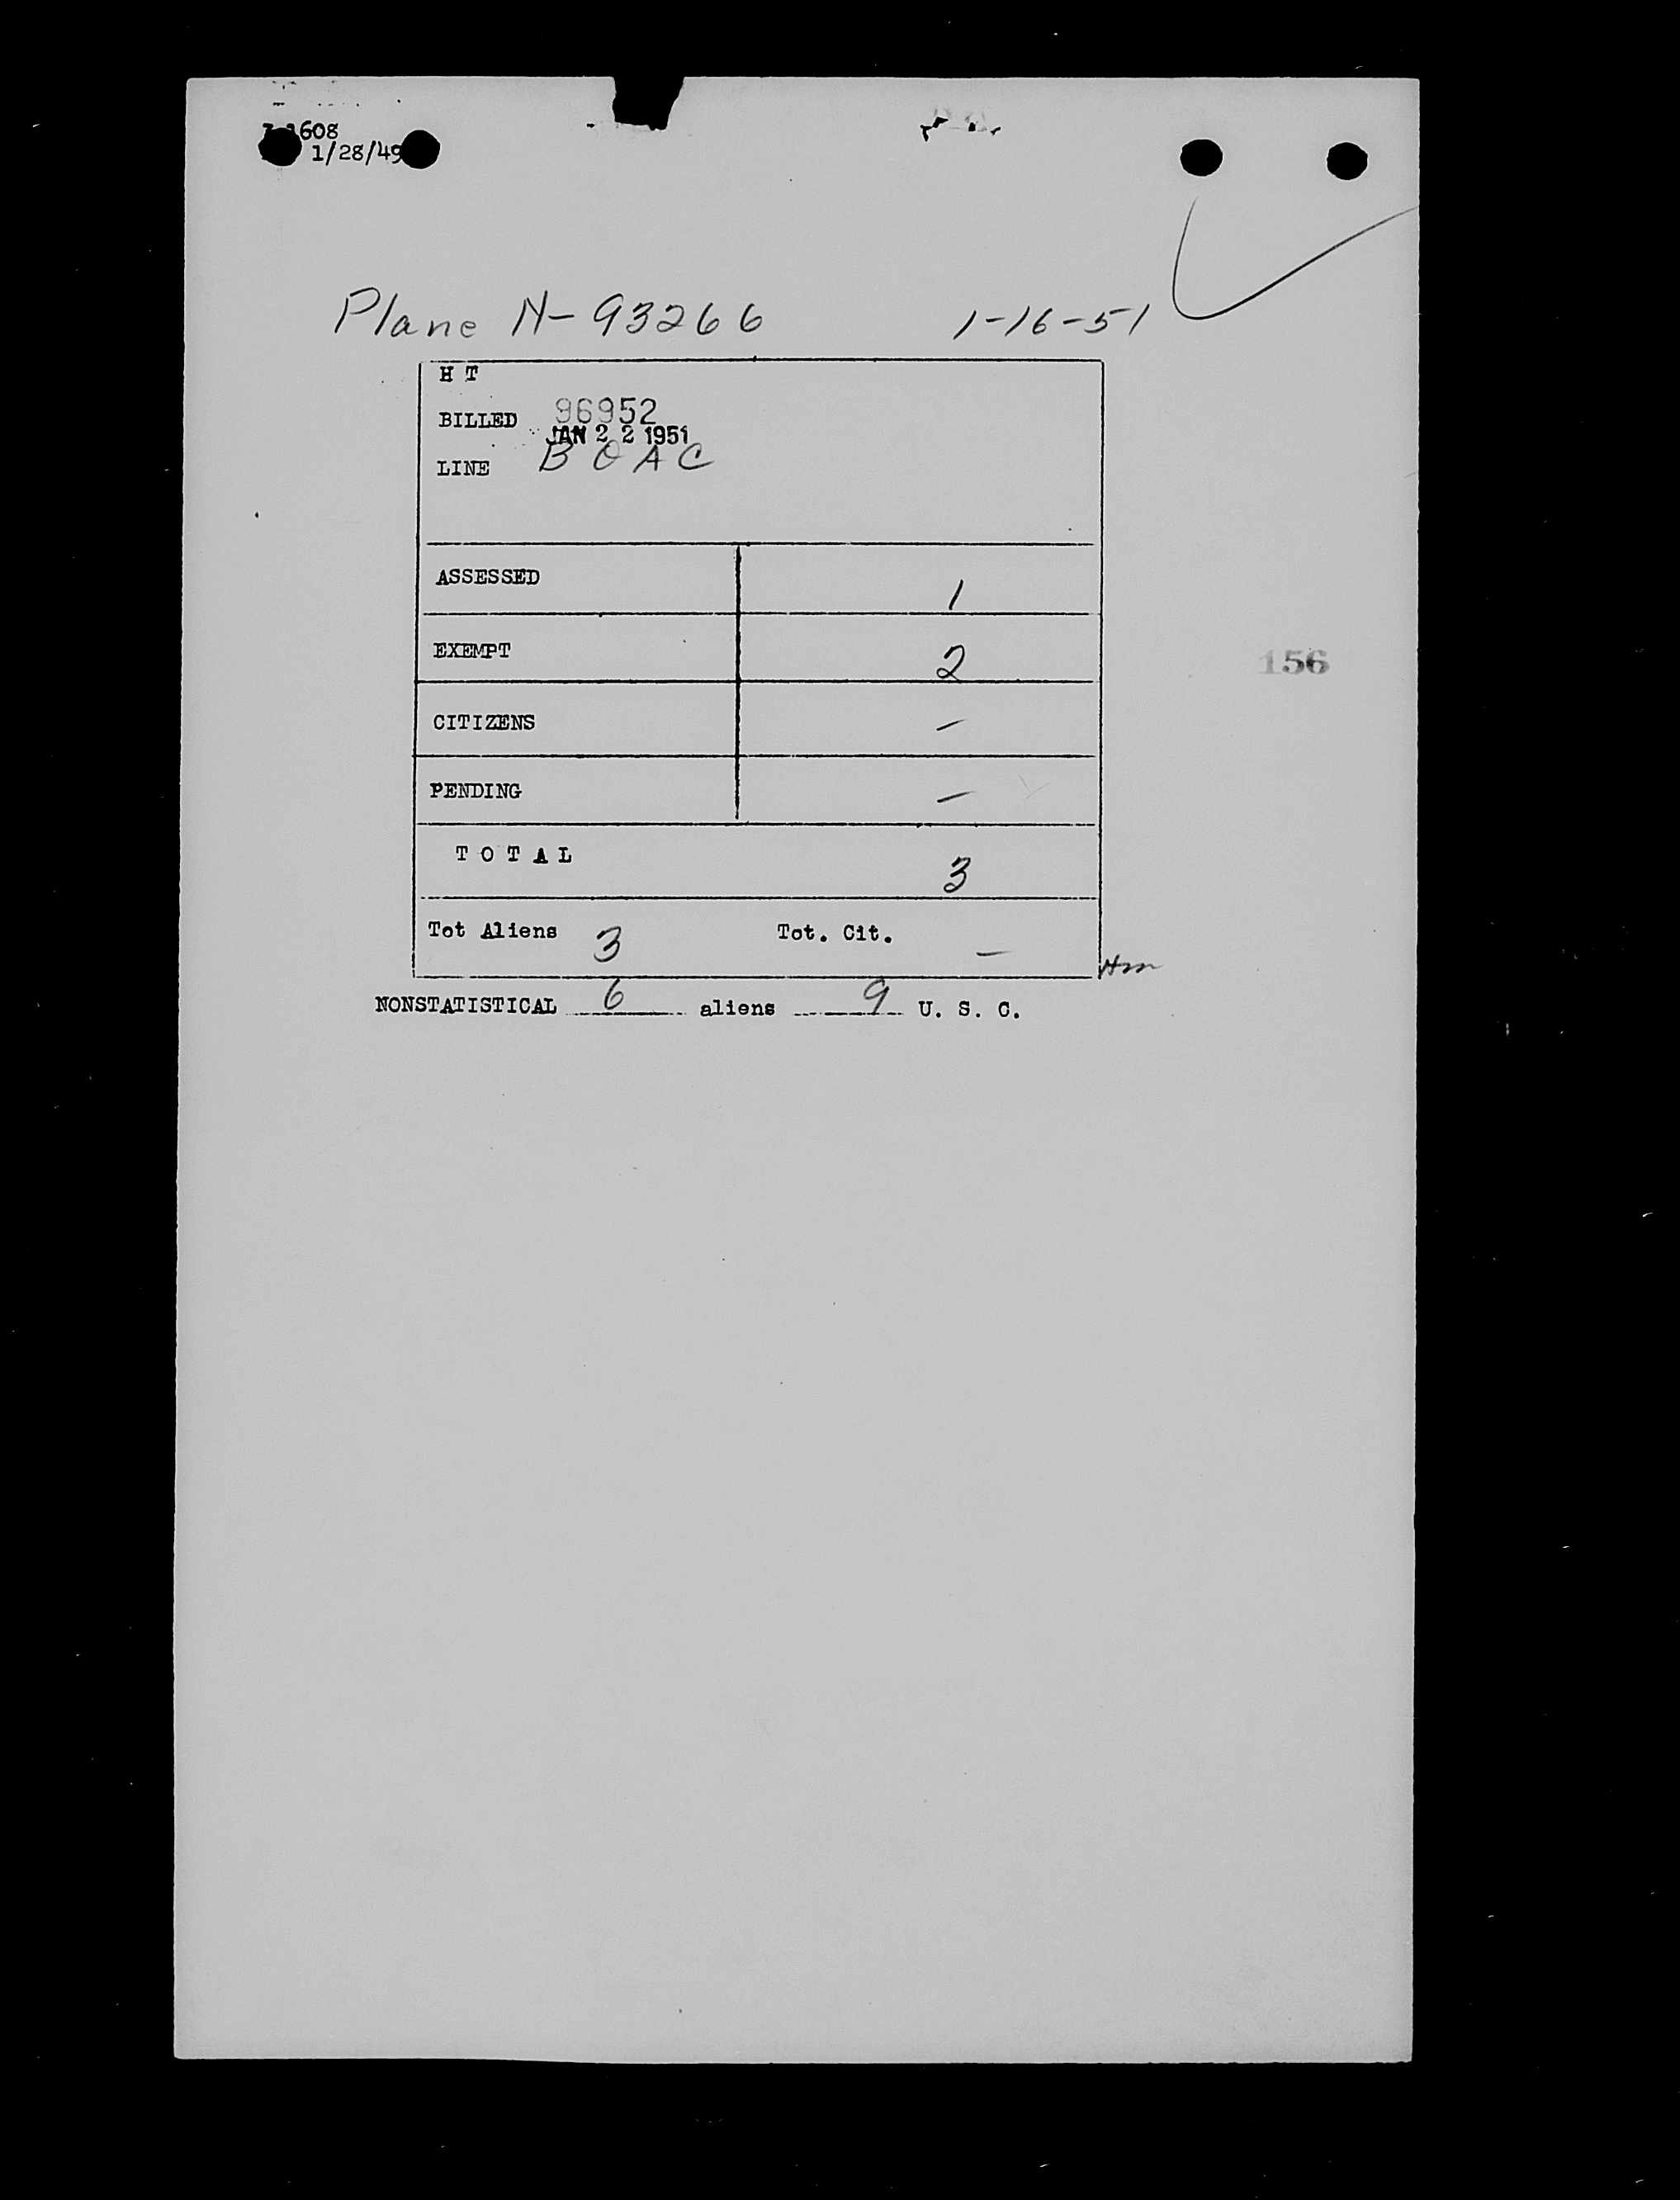 1608
1/28/49
Plane N-93266 1-16-51
H T
BILLED 96952
JAN 22 1951
LINE B O A C
ASSESSED 1
EXEMPT 2
156
CITIZENS -
PENDING -
TOTAL 3
Tot Aliens 3 Tot. Cit. -
NONSTATISTICAL 6 aliens 9 U. S. C.